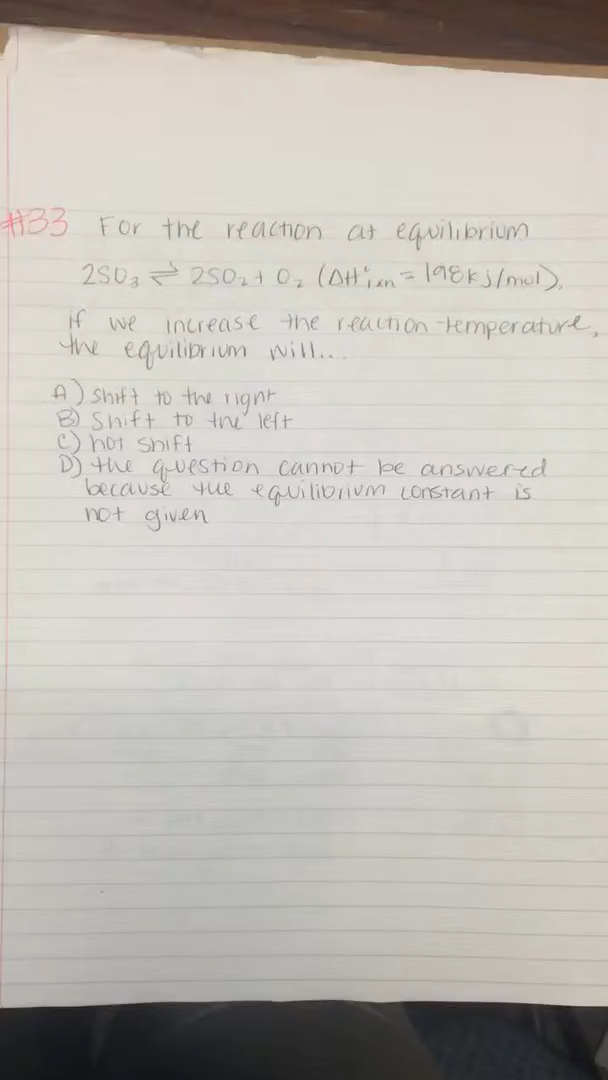 #33 For the reaction at equilibrium
2SO₃ ⇌ 2SO₂ + O₂ (ΔH°rxn = 198kJ/mol),
if we increase the reaction temperature,
the equilibrium will...
A) Shift to the right
B) Shift to the left
C) not shift
D) the question cannot be answered
because the equilibrium constant is
not given